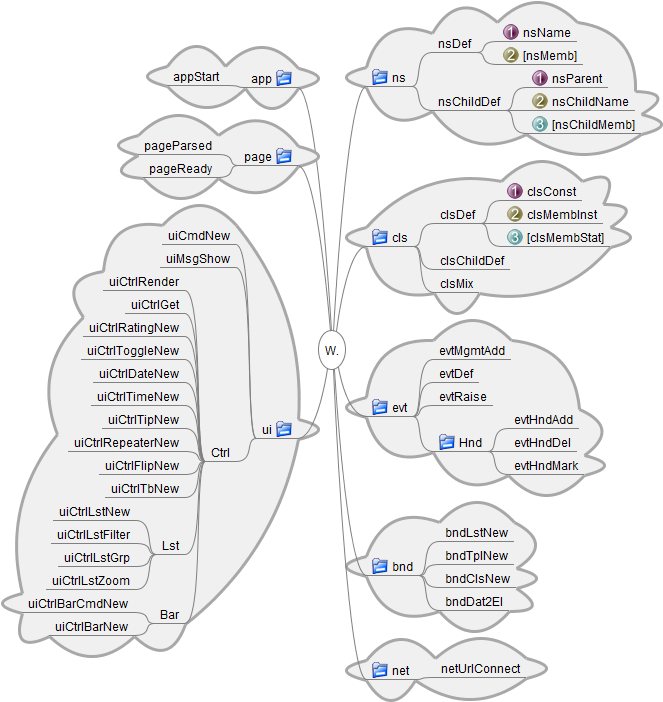 W.
appStart
app
pageParsed
pageReady
page
uiCmdNew
uiMsgShow
uiCtrlRender
uiCtrlGet
uiCtrlRatingNew
uiCtrlToggleNew
uiCtrlDateNew
uiCtrlTimeNew
uiCtrlTipNew
uiCtrlRepeaterNew
uiCtrlFlipNew
uiCtrlTbNew
Ctrl
ui
uiCtrlLstNew
uiCtrlLstFilter
uiCtrlLstGrp
uiCtrlLstZoom
Lst
uiCtrlBarCmdNew
uiCtrlBarNew
Bar
ns
nsDef
1 nsName
2 [nsMemb]
nsChildDef
1 nsParent
2 nsChildName
3 [nsChildMemb]
cls
clsDef
1 clsConst
2 clsMembInst
3 [clsMembStat]
clsChildDef
clsMix
evt
evtMgmtAdd
evtDef
evtRaise
Hnd
evtHndAdd
evtHndDel
evtHndMark
bnd
bndLstNew
bndTplNew
bndClsNew
bndDat2El
net
netUrlConnect